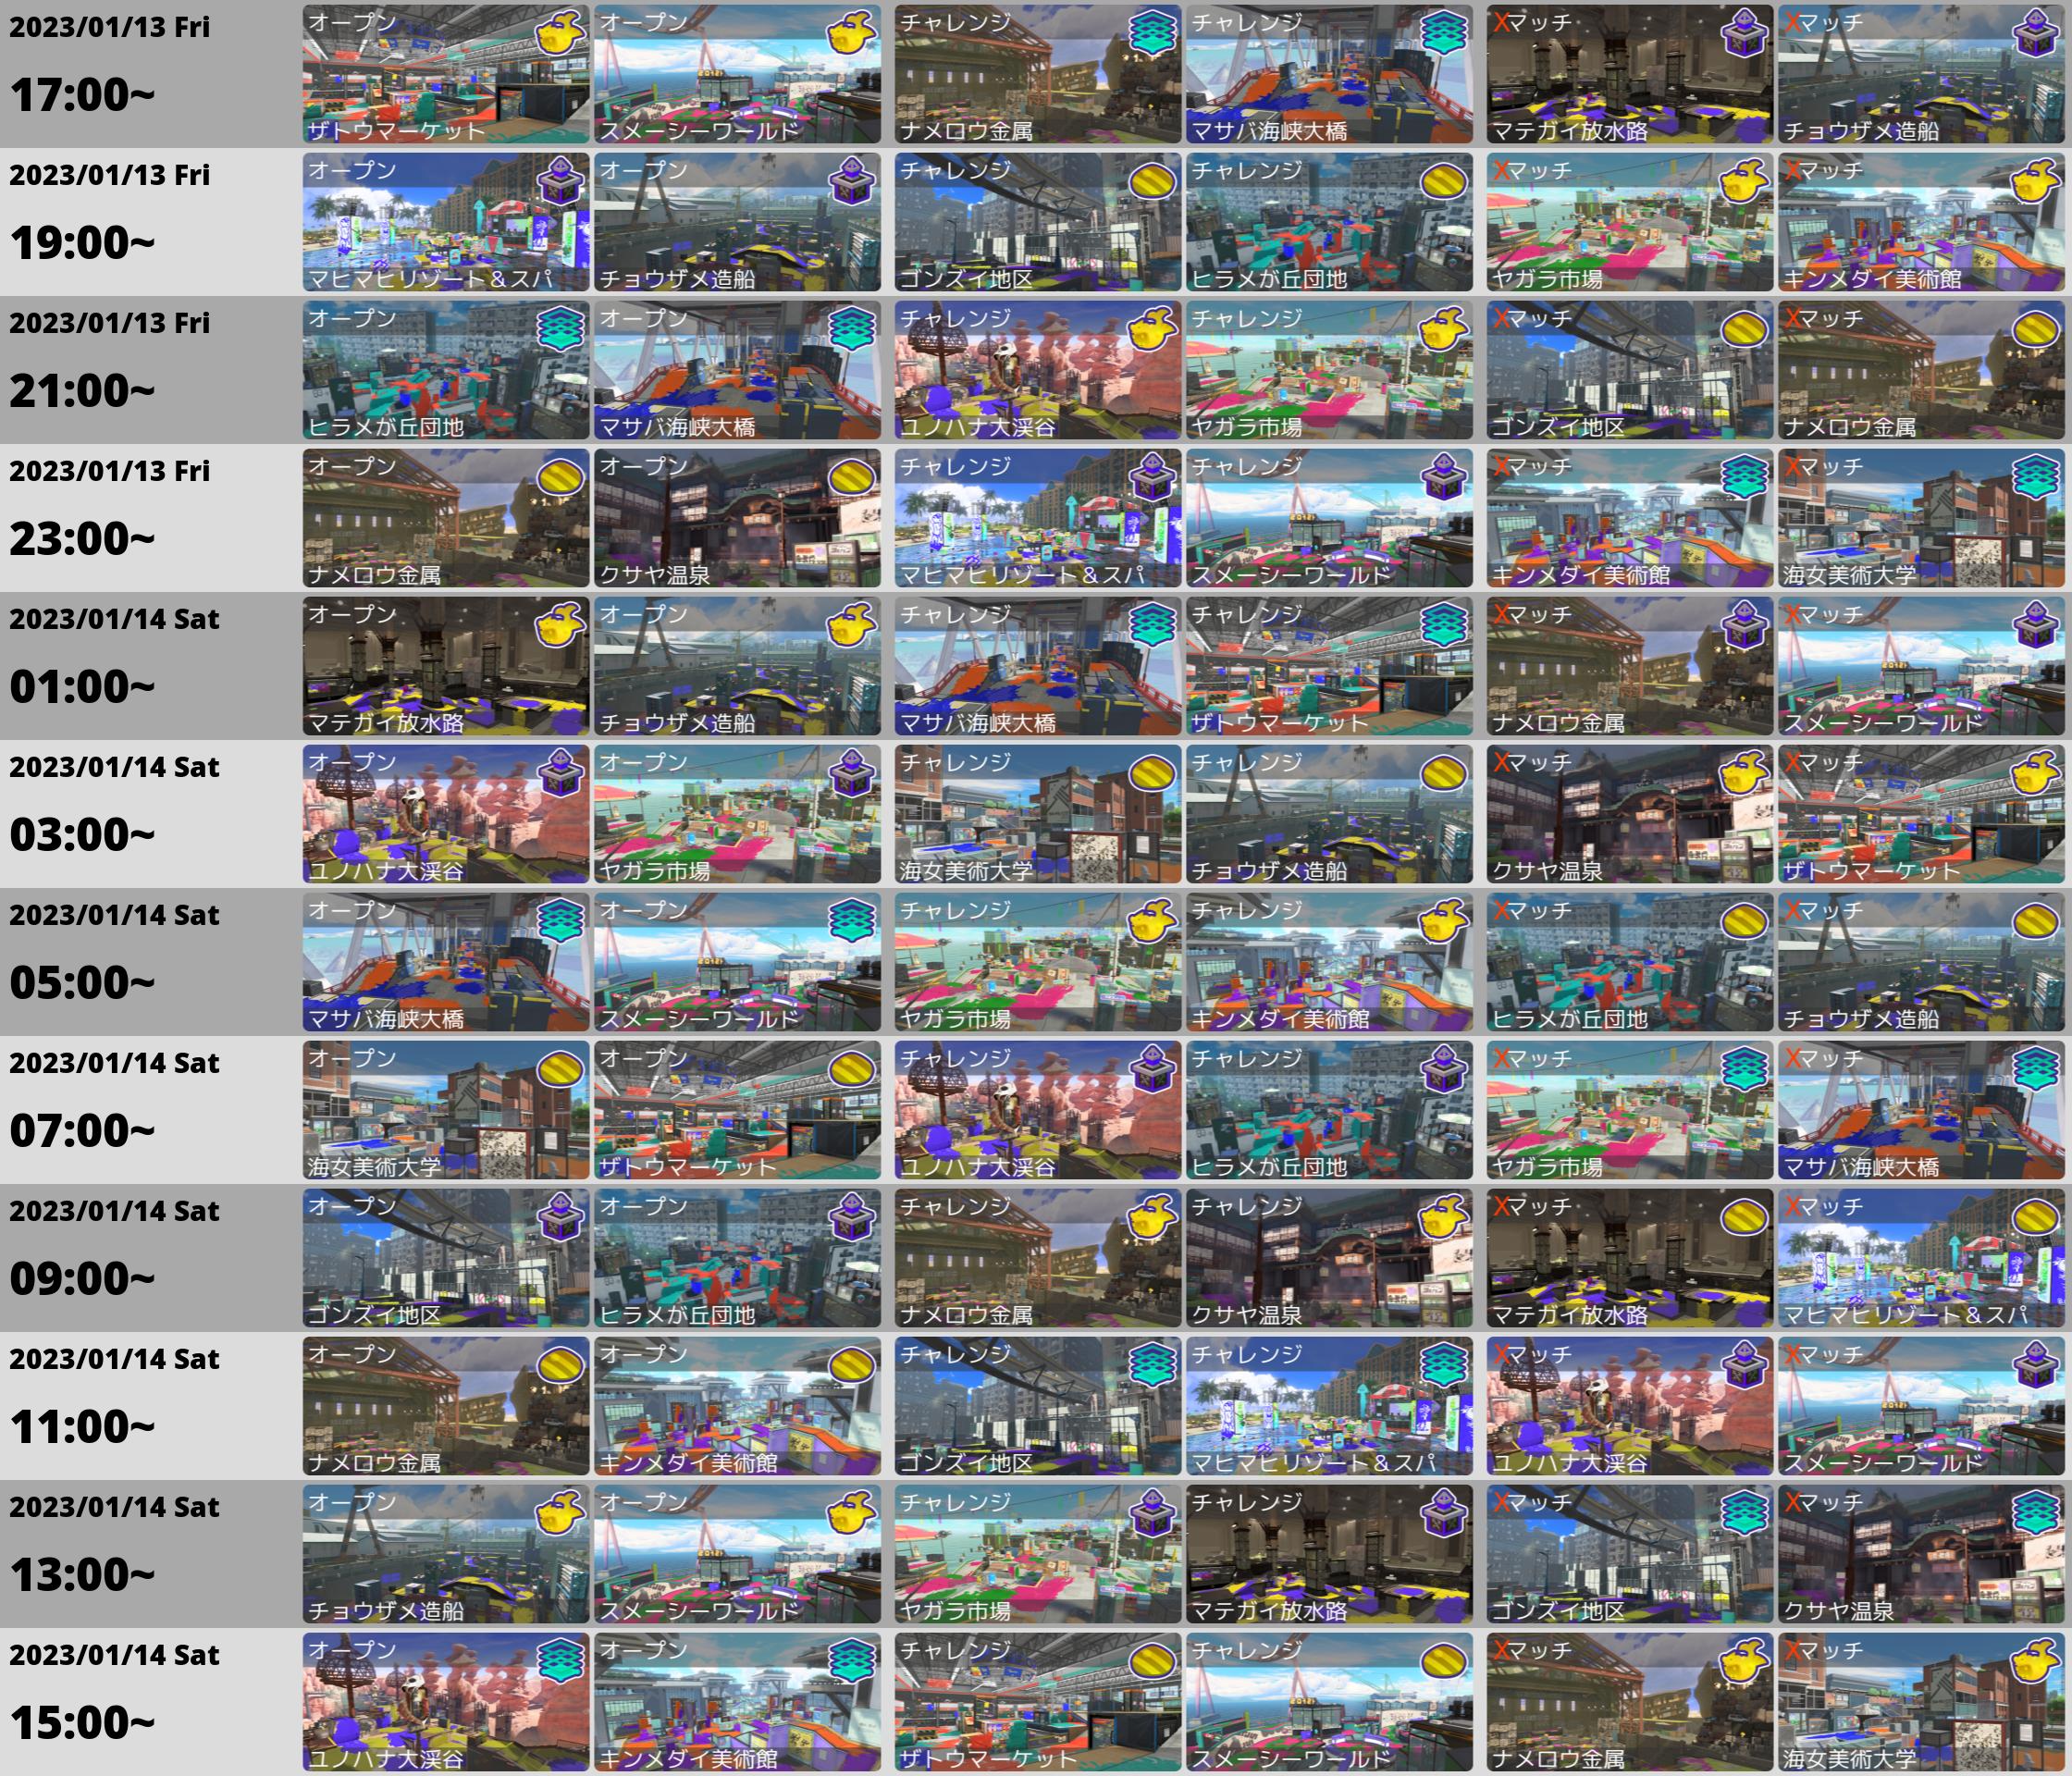 2023/01/13 Fri
17:00~
オープン オープン チャレンジ チャレンジ Xマッチ Xマッチ
ザトウマーケット スメーシーワールド ナメロウ金属 マサバ海峡大橋 マテガイ放水路 チョウザメ造船
2023/01/13 Fri
19:00~
オープン オープン チャレンジ チャレンジ Xマッチ Xマッチ
マヒマヒリゾート＆スパ チョウザメ造船 ゴンズイ地区 ヒラメが丘団地 ヤガラ市場 キンメダイ美術館
2023/01/13 Fri
21:00~
オープン オープン チャレンジ チャレンジ Xマッチ Xマッチ
ヒラメが丘団地 マサバ海峡大橋 ユノハナ大渓谷 ヤガラ市場 ゴンズイ地区 ナメロウ金属
2023/01/13 Fri
23:00~
オープン オープン チャレンジ チャレンジ Xマッチ Xマッチ
ナメロウ金属 クサヤ温泉 マヒマヒリゾート＆スパ スメーシーワールド キンメダイ美術館 海女美術大学
2023/01/14 Sat
01:00~
オープン オープン チャレンジ チャレンジ Xマッチ Xマッチ
マテガイ放水路 チョウザメ造船 マサバ海峡大橋 ザトウマーケット ナメロウ金属 スメーシーワールド
2023/01/14 Sat
03:00~
オープン オープン チャレンジ チャレンジ Xマッチ Xマッチ
ユノハナ大渓谷 ヤガラ市場 海女美術大学 チョウザメ造船 クサヤ温泉 ザトウマーケット
2023/01/14 Sat
05:00~
オープン オープン チャレンジ チャレンジ Xマッチ Xマッチ
マサバ海峡大橋 スメーシーワールド ヤガラ市場 キンメダイ美術館 ヒラメが丘団地 チョウザメ造船
2023/01/14 Sat
07:00~
オープン オープン チャレンジ チャレンジ Xマッチ Xマッチ
海女美術大学 ザトウマーケット ユノハナ大渓谷 ヒラメが丘団地 ヤガラ市場 マサバ海峡大橋
2023/01/14 Sat
09:00~
オープン オープン チャレンジ チャレンジ Xマッチ Xマッチ
ゴンズイ地区 ヒラメが丘団地 ナメロウ金属 クサヤ温泉 マテガイ放水路 マヒマヒリゾート＆スパ
2023/01/14 Sat
11:00~
オープン オープン チャレンジ チャレンジ Xマッチ Xマッチ
ナメロウ金属 キンメダイ美術館 ゴンズイ地区 マヒマヒリゾート＆スパ ユノハナ大渓谷 スメーシーワールド
2023/01/14 Sat
13:00~
オープン オープン チャレンジ チャレンジ Xマッチ Xマッチ
チョウザメ造船 スメーシーワールド ヤガラ市場 マテガイ放水路 ゴンズイ地区 クサヤ温泉
2023/01/14 Sat
15:00~
オープン オープン チャレンジ チャレンジ Xマッチ Xマッチ
ユノハナ大渓谷 キンメダイ美術館 ザトウマーケット スメーシーワールド ナメロウ金属 海女美術大学